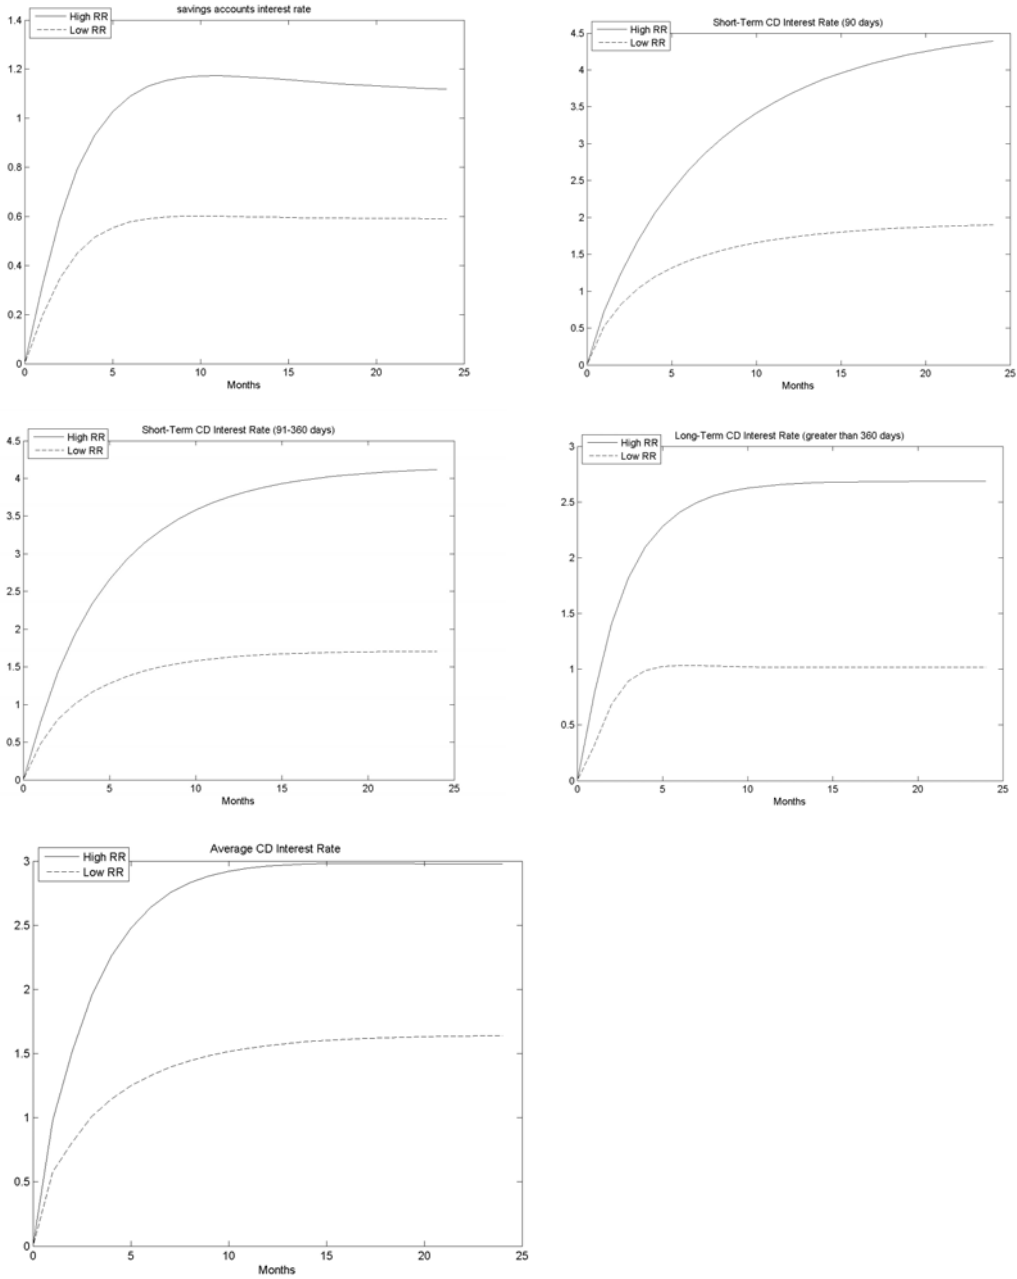 savings accounts interest rate
High RR
Low RR
1.4
1.2
1
0.8
0.6
0.4
0.2
0
0 5 10 15 20 25
Months
Short-Term CD Interest Rate (90 days)
High RR
Low RR
4.5
4
3.5
3
2.5
2
1.5
1
0.5
0
0 5 10 15 20 25
Months
Short-Term CD Interest Rate (91-360 days)
High RR
Low RR
4.5
4
3.5
3
2.5
2
1.5
1
0.5
0
0 5 10 15 20 25
Months
Long-Term CD Interest Rate (greater than 360 days)
High RR
Low RR
3
2.5
2
1.5
1
0.5
0
0 5 10 15 20 25
Months
Average CD Interest Rate
High RR
Low RR
3
2.5
2
1.5
1
0.5
0
0 5 10 15 20 25
Months